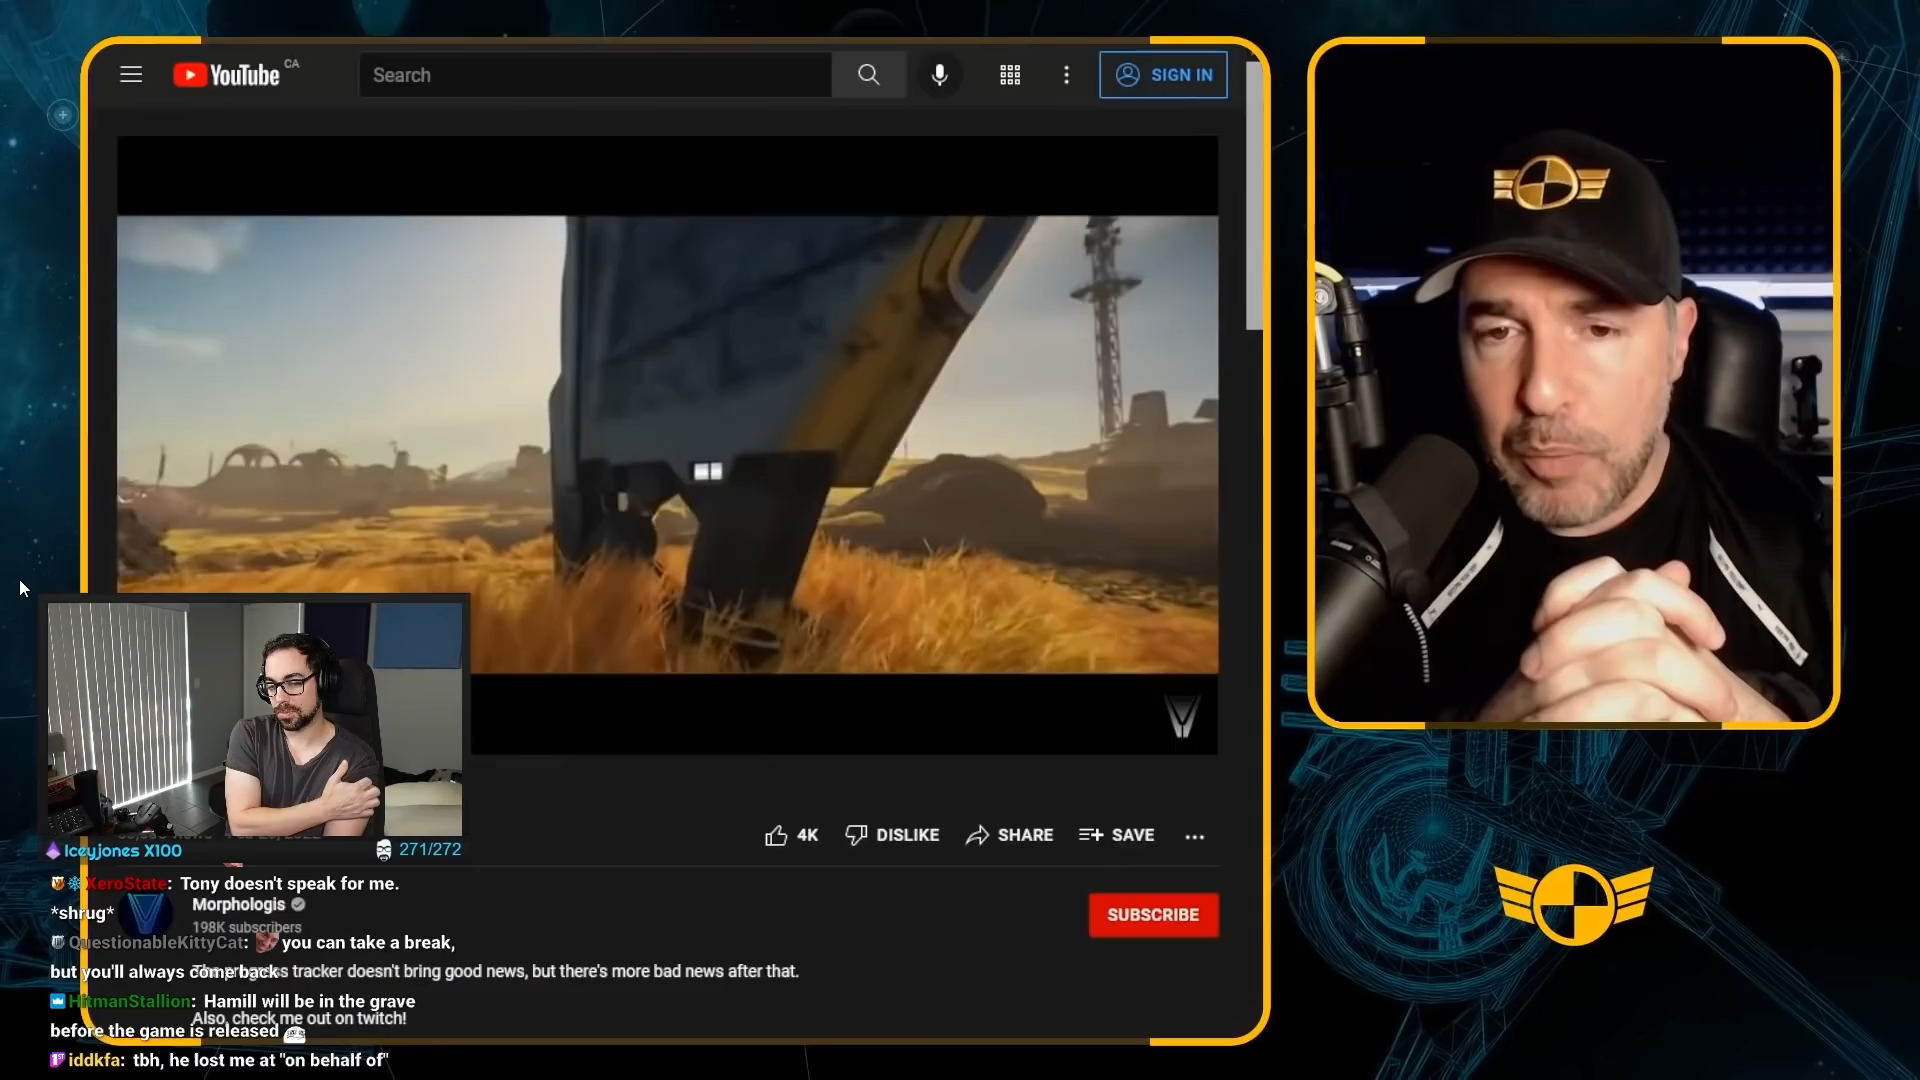 YouTube CA
Search
SIGN IN
4K
DISLIKE
SHARE
SAVE
Iceyjones X100
271/272
XeroState: Tony doesn't speak for me.
*shrug*
Morphologis
198K subscribers
SUBSCRIBE
QuestionableKittyCat: you can take a break,
but you'll always come back
The progress tracker doesn't bring good news, but there's more bad news after that.
HitmanStallion: Hamill will be in the grave
before the game is released
Also, check me out on twitch!
iddkfa: tbh, he lost me at "on behalf of"